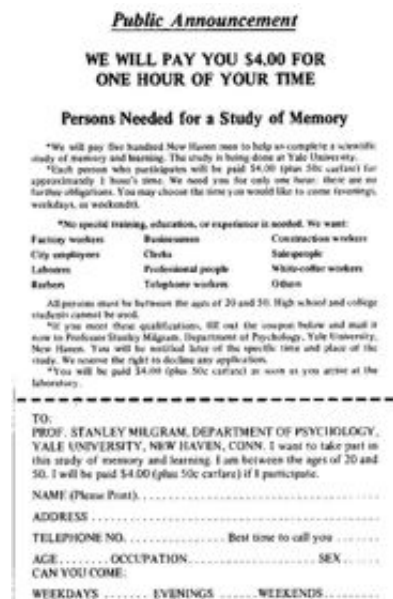 Public Announcement
WE WILL PAY YOU $4.00 FOR
ONE HOUR OF YOUR TIME
Persons Needed for a Study of Memory
*We will pay five hundred New Haven men to help us complete a scientific
study of memory and learning. The study is being done at Yale University.
*Each person who participates will be paid $4.00 (plus 50c carfare) for
approximately 1 hour's time. We need you for only one hour: there are no
further obligations. You may choose the time you would like to come (evenings,
weekdays, or weekends).
*No special training, education, or experience is needed. We want:
Factory workers Businessmen Construction workers
City employees Clerks Salespeople
Laborers Professional people White-collar workers
Barbers Telephone workers Others
All persons must be between the ages of 20 and 50. High school and college
students cannot be used.
*If you meet these qualifications, fill out the coupon below and mail it
now to Professor Stanley Milgram, Department of Psychology, Yale University,
New Haven. You will be notified later of the specific time and place of the
study. We reserve the right to decline any application.
*You will be paid $4.00 (plus 50c carfare) as soon as you arrive at the
laboratory.
TO:
PROF. STANLEY MILGRAM, DEPARTMENT OF PSYCHOLOGY,
YALE UNIVERSITY, NEW HAVEN, CONN. I want to take part in
this study of memory and learning. I am between the ages of 20 and
50. I will be paid $4.00 (plus 50c carfare) if I participate.
NAME (Please Print). . . . . . . . . . . . . . . . . . . .
ADDRESS . . . . . . . . . . . . . . . . . . . .
TELEPHONE NO. . . . . . . . . . . . Best time to call you . . . . . .
AGE . . . . . . OCCUPATION . . . . . . . . . . . . SEX . . . . .
CAN YOU COME:
WEEKDAYS . . . . . . EVENINGS . . . . . . WEEKENDS . . . . . .